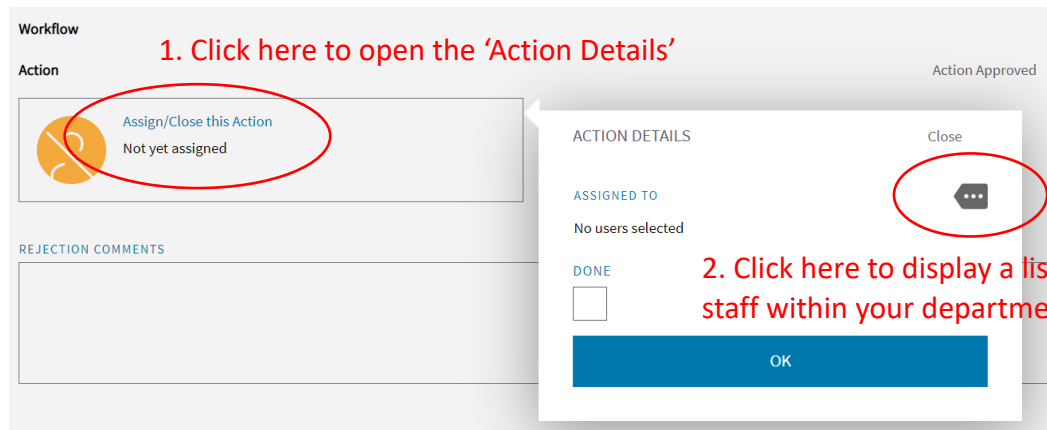 Workflow
1. Click here to open the ‘Action Details’
Action
Action Approved
Assign/Close this Action
Not yet assigned
ACTION DETAILS
Close
ASSIGNED TO
No users selected
REJECTION COMMENTS
DONE
2. Click here to display a lis
staff within your departme
OK